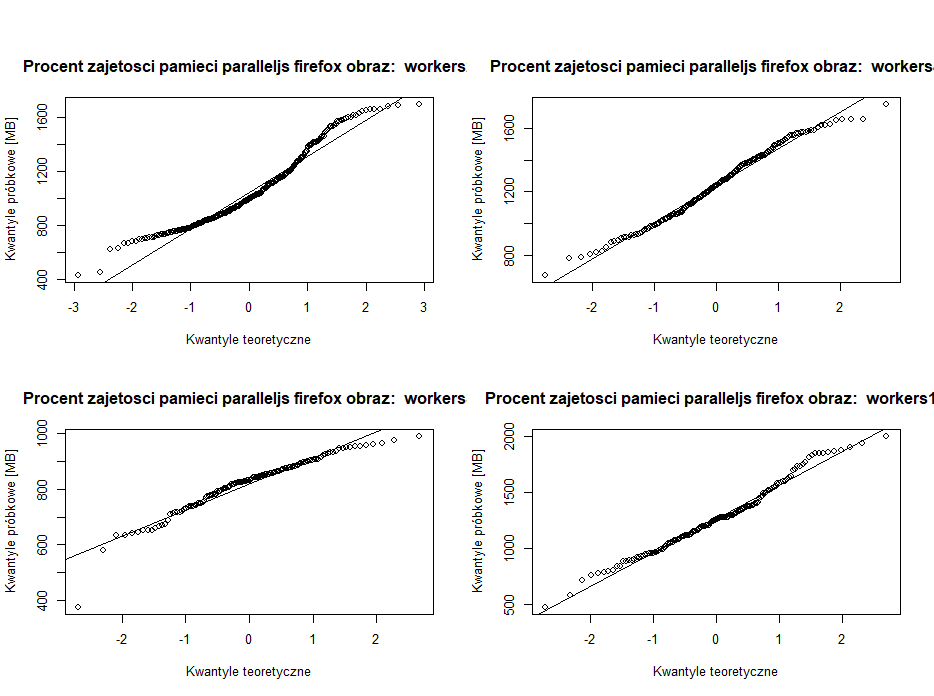 Procent zajetosci pamieci paralleljs firefox obraz: workers
Kwantyle próbkowe [MB]
1600
1200
800
400
-3 -2 -1 0 1 2 3
Kwantyle teoretyczne
Procent zajetosci pamieci paralleljs firefox obraz: workers
Kwantyle próbkowe [MB]
1600
1200
800
-2 -1 0 1 2
Kwantyle teoretyczne
Procent zajetosci pamieci paralleljs firefox obraz: workers
Kwantyle próbkowe [MB]
1000
800
600
400
-2 -1 0 1 2
Kwantyle teoretyczne
Procent zajetosci pamieci paralleljs firefox obraz: workers1
Kwantyle próbkowe [MB]
2000
1500
1000
500
-2 -1 0 1 2
Kwantyle teoretyczne